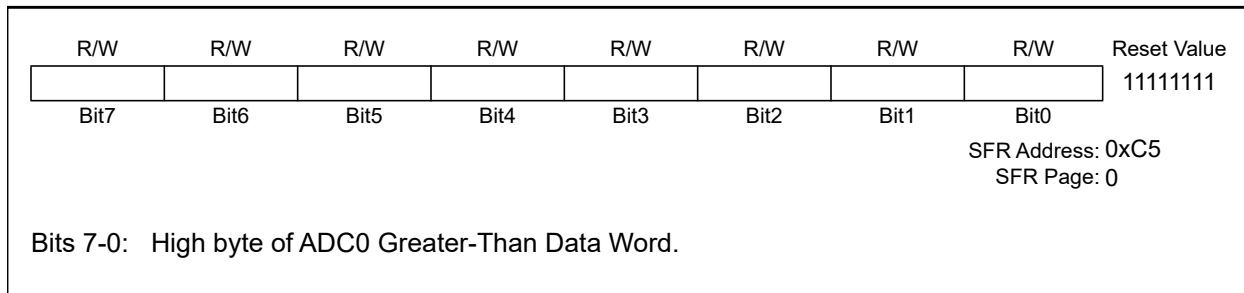 R/W R/W R/W R/W R/W R/W R/W R/W Reset Value
11111111
Bit7 Bit6 Bit5 Bit4 Bit3 Bit2 Bit1 Bit0
SFR Address: 0xC5
SFR Page: 0
Bits 7-0: High byte of ADC0 Greater-Than Data Word.